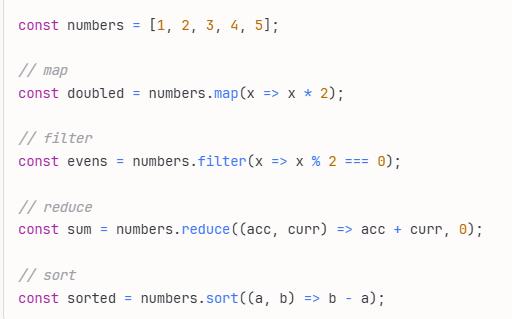 const numbers = [1, 2, 3, 4, 5];
// map
const doubled = numbers.map(x => x * 2);
// filter
const evens = numbers.filter(x => x % 2 === 0);
// reduce
const sum = numbers.reduce((acc, curr) => acc + curr, 0);
// sort
const sorted = numbers.sort((a, b) => b - a);